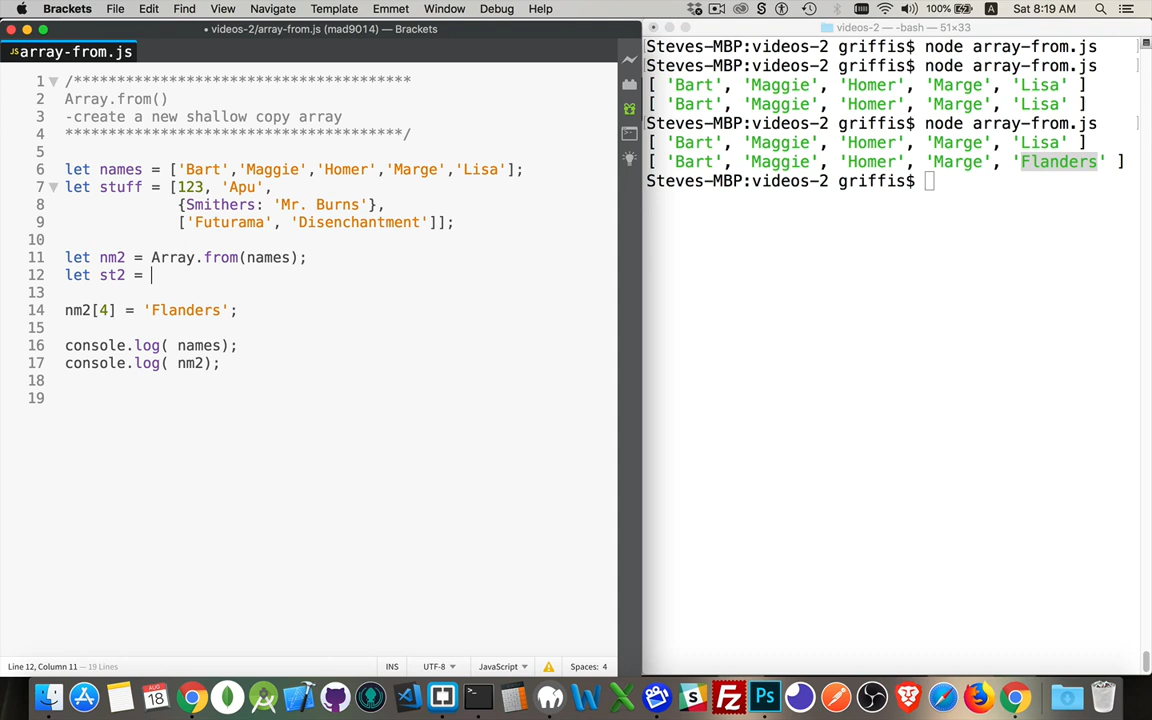 Brackets File Edit Find View Navigate Template Emmet Window Debug Help 100% Sat 8:19 AM
• videos-2/array-from.js (mad9014) — Brackets
videos-2 — -bash — 51×33
JS array-from.js
1 /**************************************
2 Array.from()
3 -create a new shallow copy array
4 ***************************************/
5
6 let names = ['Bart','Maggie','Homer','Marge','Lisa'];
7 let stuff = [123, 'Apu',
8 {Smithers: 'Mr. Burns'},
9 ['Futurama', 'Disenchantment']];
10
11 let nm2 = Array.from(names);
12 let st2 =
13
14 nm2[4] = 'Flanders';
15
16 console.log( names);
17 console.log( nm2);
18
19
Steves-MBP:videos-2 griffis$ node array-from.js
Steves-MBP:videos-2 griffis$ node array-from.js
[ 'Bart', 'Maggie', 'Homer', 'Marge', 'Lisa' ]
[ 'Bart', 'Maggie', 'Homer', 'Marge', 'Lisa' ]
Steves-MBP:videos-2 griffis$ node array-from.js
[ 'Bart', 'Maggie', 'Homer', 'Marge', 'Lisa' ]
[ 'Bart', 'Maggie', 'Homer', 'Marge', 'Flanders' ]
Steves-MBP:videos-2 griffis$
Line 12, Column 11 — 19 Lines
INS UTF-8 JavaScript Spaces: 4
AUG
18